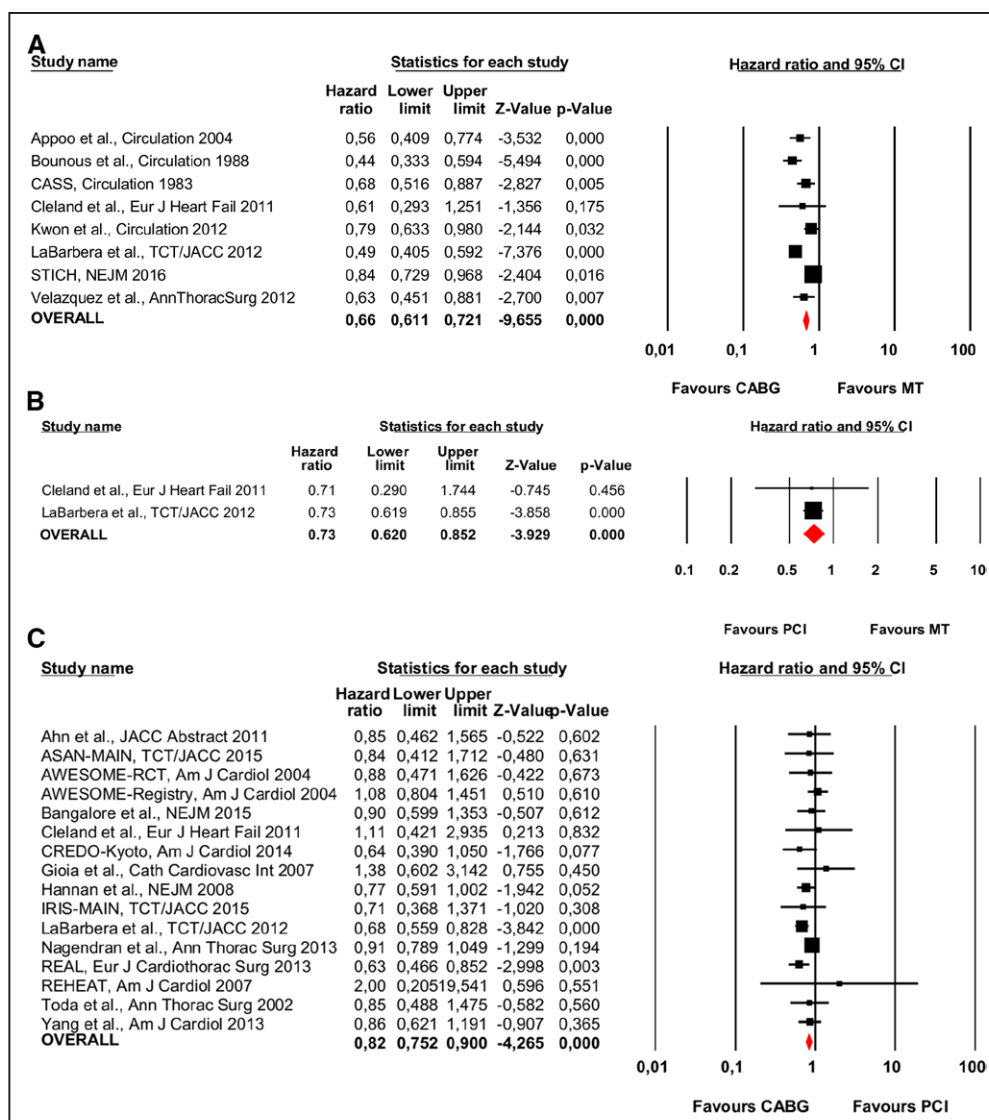 A
Study name Statistics for each study Hazard ratio and 95% CI
Hazard Lower Upper
ratio limit limit Z-Value p-Value
Appoo et al., Circulation 2004 0,56 0,409 0,774 -3,532 0,000
Bounous et al., Circulation 1988 0,44 0,333 0,594 -5,494 0,000
CASS, Circulation 1983 0,68 0,516 0,887 -2,827 0,005
Cleland et al., Eur J Heart Fail 2011 0,61 0,293 1,251 -1,356 0,175
Kwon et al., Circulation 2012 0,79 0,633 0,980 -2,144 0,032
LaBarbera et al., TCT/JACC 2012 0,49 0,405 0,592 -7,376 0,000
STICH, NEJM 2016 0,84 0,729 0,968 -2,404 0,016
Velazquez et al., AnnThoracSurg 2012 0,63 0,451 0,881 -2,700 0,007
OVERALL 0,66 0,611 0,721 -9,655 0,000
0,01 0,1 1 10 100
Favours CABG Favours MT
B
Study name Statistics for each study Hazard ratio and 95% CI
Hazard Lower Upper
ratio limit limit Z-Value p-Value
Cleland et al., Eur J Heart Fail 2011 0.71 0.290 1.744 -0.745 0.456
LaBarbera et al., TCT/JACC 2012 0.73 0.619 0.855 -3.858 0.000
OVERALL 0.73 0.620 0.852 -3.929 0.000
0.1 0.2 0.5 1 2 5 10
Favours PCI Favours MT
C
Study name Statistics for each study Hazard ratio and 95% CI
Hazard Lower Upper
ratio limit limit Z-Value p-Value
Ahn et al., JACC Abstract 2011 0,85 0,462 1,565 -0,522 0,602
ASAN-MAIN, TCT/JACC 2015 0,84 0,412 1,712 -0,480 0,631
AWESOME-RCT, Am J Cardiol 2004 0,88 0,471 1,626 -0,422 0,673
AWESOME-Registry, Am J Cardiol 2004 1,08 0,804 1,451 0,510 0,610
Bangalore et al., NEJM 2015 0,90 0,599 1,353 -0,507 0,612
Cleland et al., Eur J Heart Fail 2011 1,11 0,421 2,935 0,213 0,832
CREDO-Kyoto, Am J Cardiol 2014 0,64 0,390 1,050 -1,766 0,077
Gioia et al., Cath Cardiovasc Int 2007 1,38 0,602 3,142 0,755 0,450
Hannan et al., NEJM 2008 0,77 0,591 1,002 -1,942 0,052
IRIS-MAIN, TCT/JACC 2015 0,71 0,368 1,371 -1,020 0,308
LaBarbera et al., TCT/JACC 2012 0,68 0,559 0,828 -3,842 0,000
Nagendran et al., Ann Thorac Surg 2013 0,91 0,789 1,049 -1,299 0,194
REAL, Eur J Cardiothorac Surg 2013 0,63 0,466 0,852 -2,998 0,003
REHEAT, Am J Cardiol 2007 2,00 0,205 19,541 0,596 0,551
Toda et al., Ann Thorac Surg 2002 0,85 0,488 1,475 -0,582 0,560
Yang et al., Am J Cardiol 2013 0,86 0,621 1,191 -0,907 0,365
OVERALL 0,82 0,752 0,900 -4,265 0,000
0,01 0,1 1 10 100
Favours CABG Favours PCI